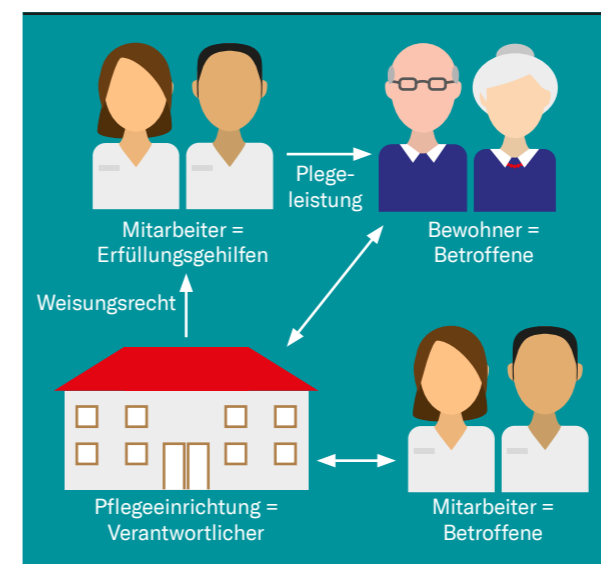 Plege-
leistung
Mitarbeiter =
Erfüllungsgehilfen
Bewohner =
Betroffene
Weisungsrecht
Pflegeeinrichtung =
Verantwortlicher
Mitarbeiter =
Betroffene